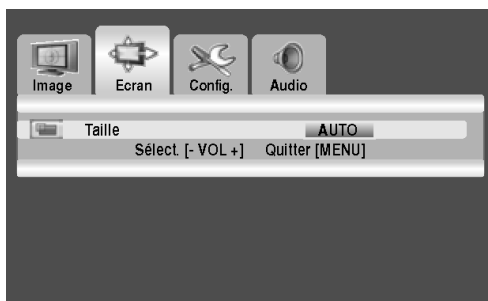 Image Ecran Config. Audio
Taille AUTO
Sélect. [- VOL +] Quitter [MENU]